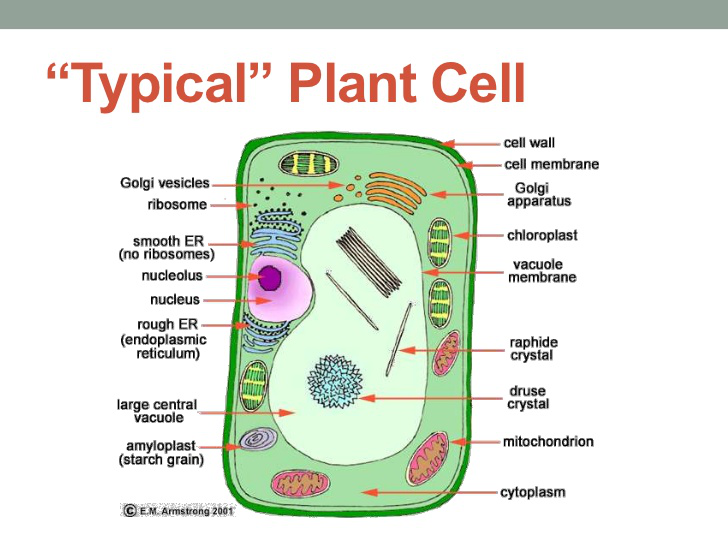 “Typical” Plant Cell
cell wall
cell membrane
Golgi vesicles
Golgi
apparatus
ribosome
chloroplast
smooth ER
(no ribosomes)
vacuole
membrane
nucleolus
nucleus
rough ER
(endoplasmic
reticulum)
raphide
crystal
druse
crystal
large central
vacuole
amyloplast
(starch grain)
mitochondrion
cytoplasm
© E.M. Armstrong 2001